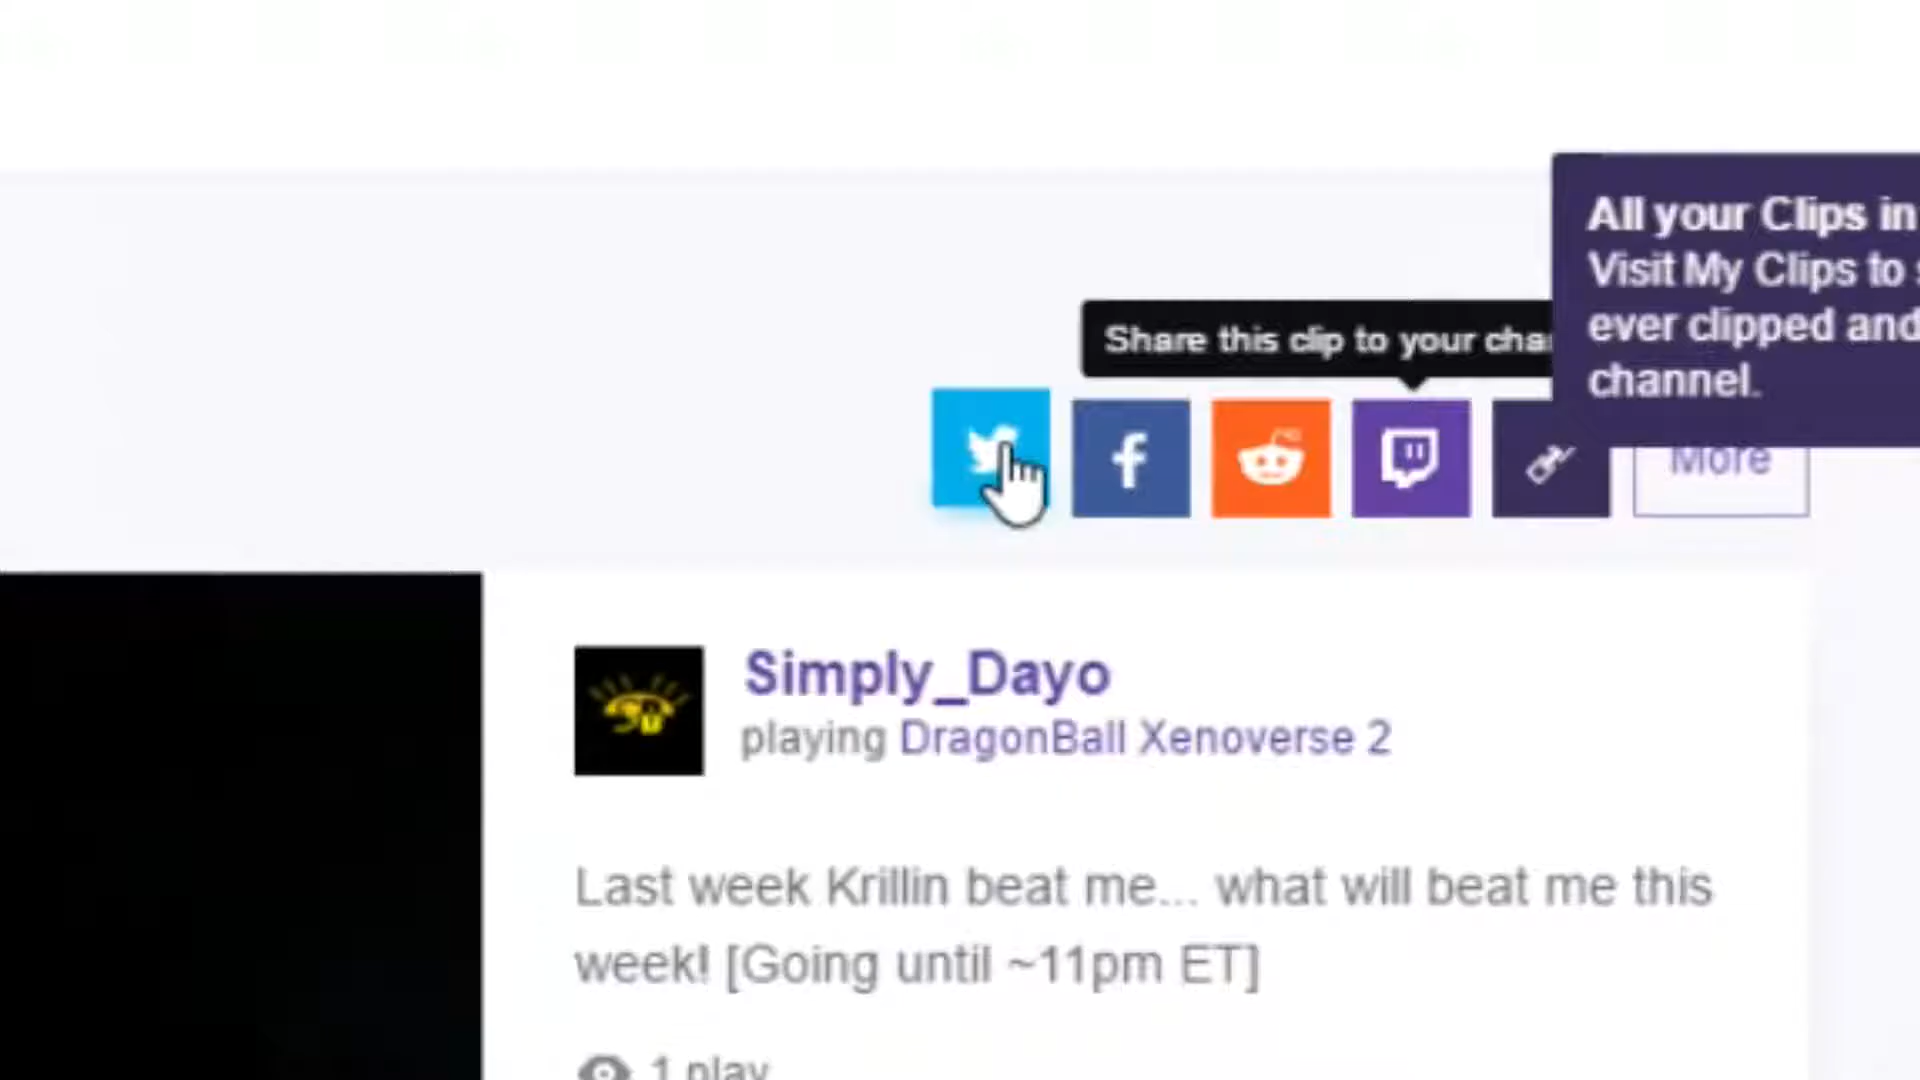 All your Clips in
Visit My Clips to
ever clipped and
channel.
Share this clip to your
More
Simply_Dayo
playing DragonBall Xenoverse 2
Last week Krillin beat me... what will beat me this
week! [Going until ~11pm ET]
1 play